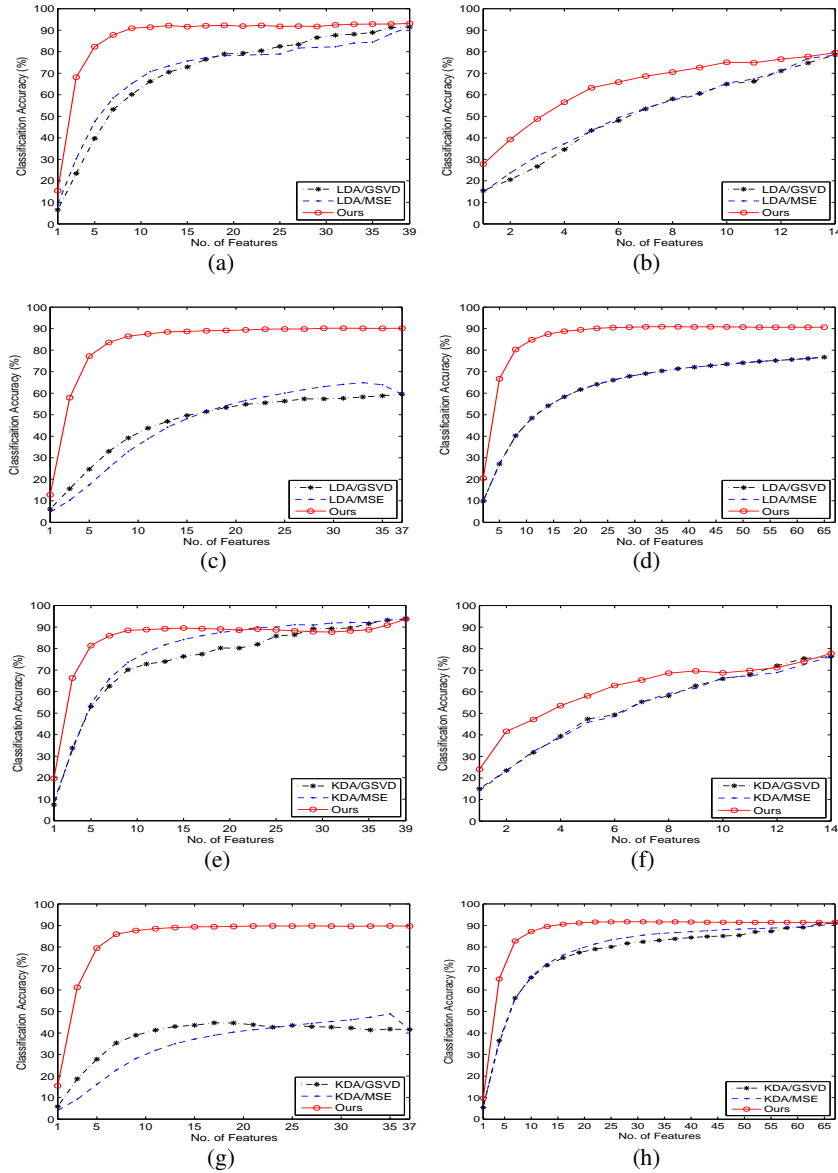 100
90
80
70
60
50
40
30
20
10
0
Classificaition Accuracy (%)
1 5 10 15 20 25 30 35 39
No. of Features
LDA/GSVD
LDA/MSE
Ours
(a)
100
90
80
70
60
50
40
30
20
10
0
Classificaition Accuracy (%)
2 4 6 8 10 12 14
No. of Features
LDA/GSVD
LDA/MSE
Ours
(b)
100
90
80
70
60
50
40
30
20
10
0
Classificaition Accuracy (%)
1 5 10 15 20 25 30 35 37
No. of Features
LDA/GSVD
LDA/MSE
Ours
(c)
100
90
80
70
60
50
40
30
20
10
0
Classificaition Accuracy (%)
5 10 15 20 25 30 35 40 45 50 55 60 65
No. of Features
LDA/GSVD
LDA/MSE
Ours
(d)
100
90
80
70
60
50
40
30
20
10
0
Classificaition Accuracy (%)
1 5 10 15 20 25 30 35 39
No. of Features
KDA/GSVD
KDA/MSE
Ours
(e)
100
90
80
70
60
50
40
30
20
10
0
Classificaition Accuracy (%)
2 4 6 8 10 12 14
No. of Features
KDA/GSVD
KDA/MSE
Ours
(f)
100
90
80
70
60
50
40
30
20
10
0
Classificaition Accuracy (%)
1 5 10 15 20 25 30 35 37
No. of Features
KDA/GSVD
KDA/MSE
Ours
(g)
100
90
80
70
60
50
40
30
20
10
0
Classificaition Accuracy (%)
1 5 10 15 20 25 30 35 40 45 50 55 60 65
No. of Features
KDA/GSVD
KDA/MSE
Ours
(h)